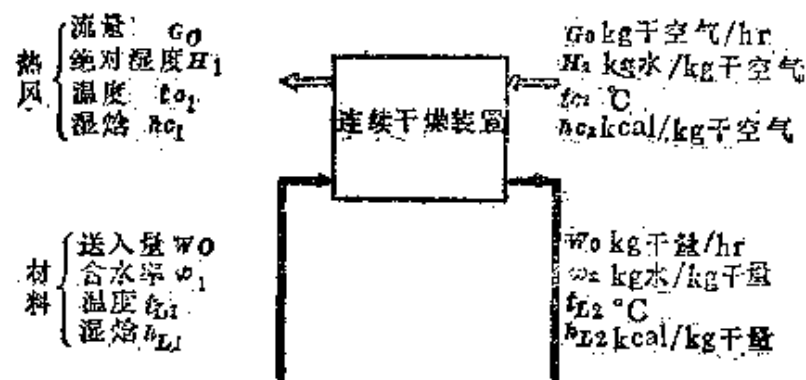 热风
流量 G0
绝对湿度H1
温度 tG1
湿焓 hG1
G0 kg干空气/hr
H2 kg水/kg干空气
tG2 ℃
hG2kcal/kg干空气
连续干燥装置
材料
送入量 W0
含水率 ω1
温度 tL1
湿焓 hL1
W0 kg干量/hr
ω2 kg水/kg干量
tL2 ℃
hL2 kcal/kg干量